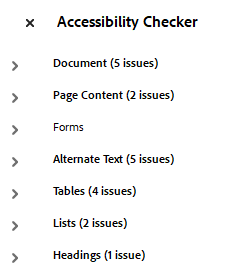 Accessibility Checker
Document (5 issues)
Page Content (2 issues)
Forms
Alternate Text (5 issues)
Tables (4 issues)
Lists (2 issues)
Headings (1 issue)